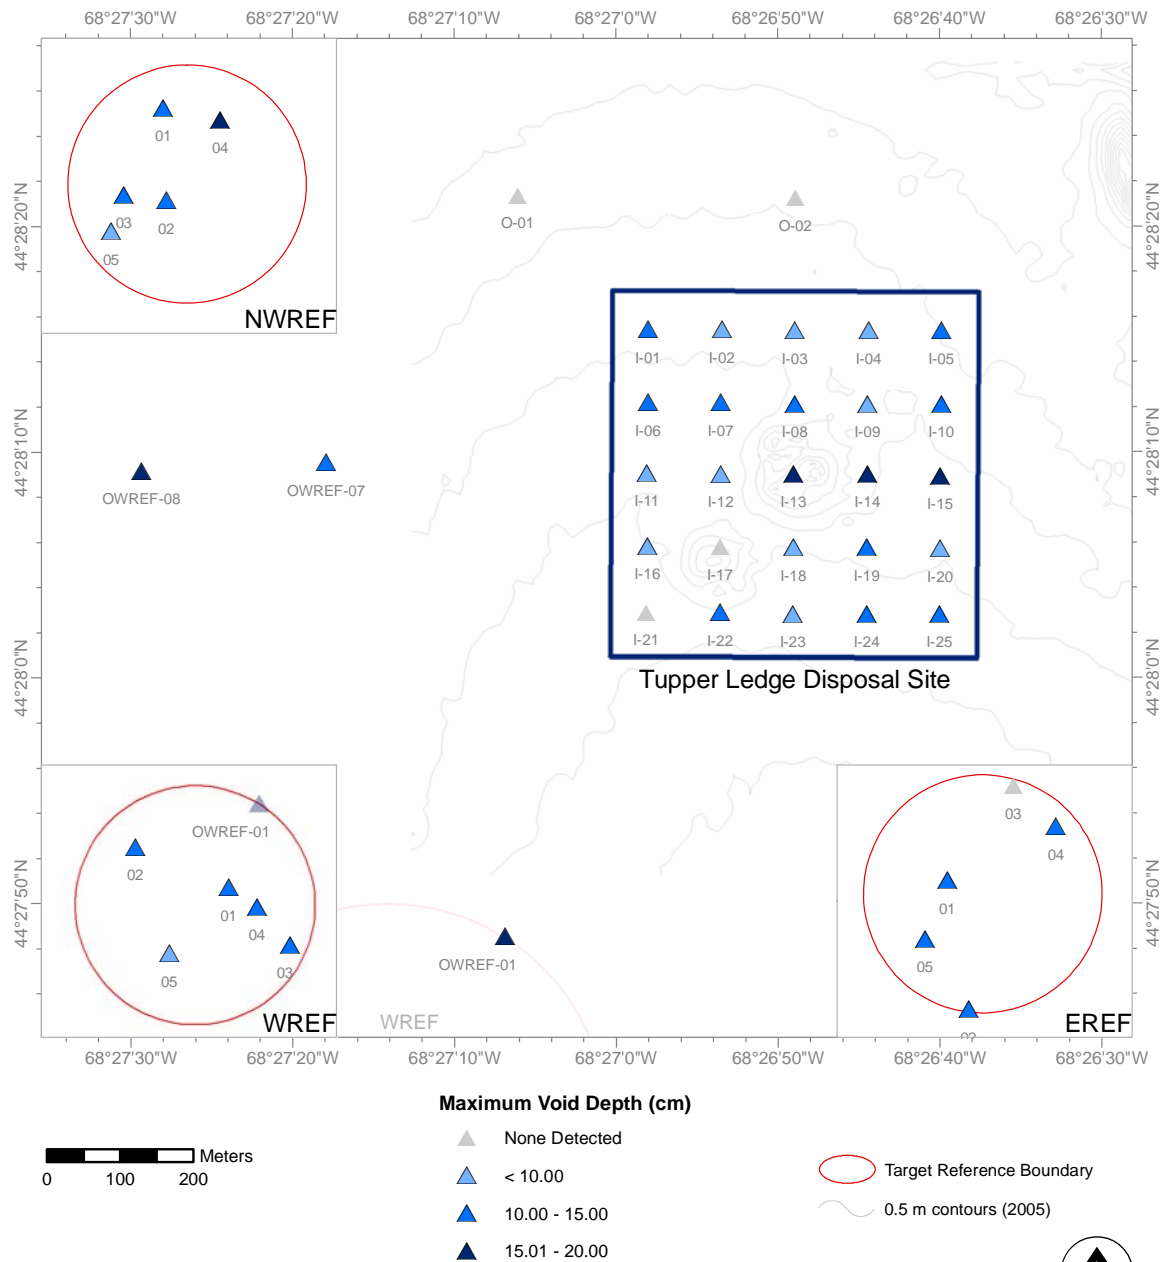 68°27'30"W 68°27'20"W 68°27'10"W 68°27'0"W 68°26'50"W 68°26'40"W 68°26'30"W
44°28'20"N 44°28'20"N
44°28'10"N 44°28'10"N
44°28'0"N 44°28'0"N
44°27'50"N 44°27'50"N
01
04
03 02
05
NWREF
O-01 O-02
I-01 I-02 I-03 I-04 I-05
I-06 I-07 I-08 I-09 I-10
OWREF-08 OWREF-07
I-11 I-12 I-13 I-14 I-15
I-16 I-17 I-18 I-19 I-20
I-21 I-22 I-23 I-24 I-25
Tupper Ledge Disposal Site
OWREF-01
02
01
04
03
05
WREF
OWREF-01
WREF
03
04
01
05
EREF
68°27'30"W 68°27'20"W 68°27'10"W 68°27'0"W 68°26'50"W 68°26'40"W 68°26'30"W
Maximum Void Depth (cm)
None Detected
< 10.00
10.00 - 15.00
15.01 - 20.00
Meters
0 100 200
Target Reference Boundary
0.5 m contours (2005)